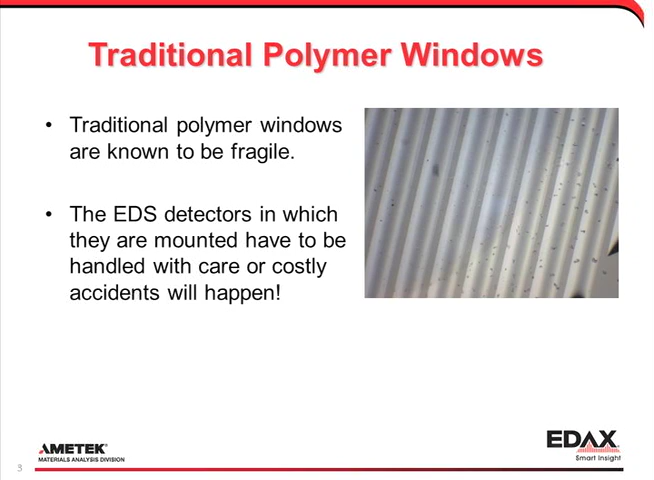 Traditional Polymer Windows
• Traditional polymer windows
are known to be fragile.
• The EDS detectors in which
they are mounted have to be
handled with care or costly
accidents will happen!
AMETEK®
MATERIALS ANALYSIS DIVISION
EDAX
Smart Insight
3